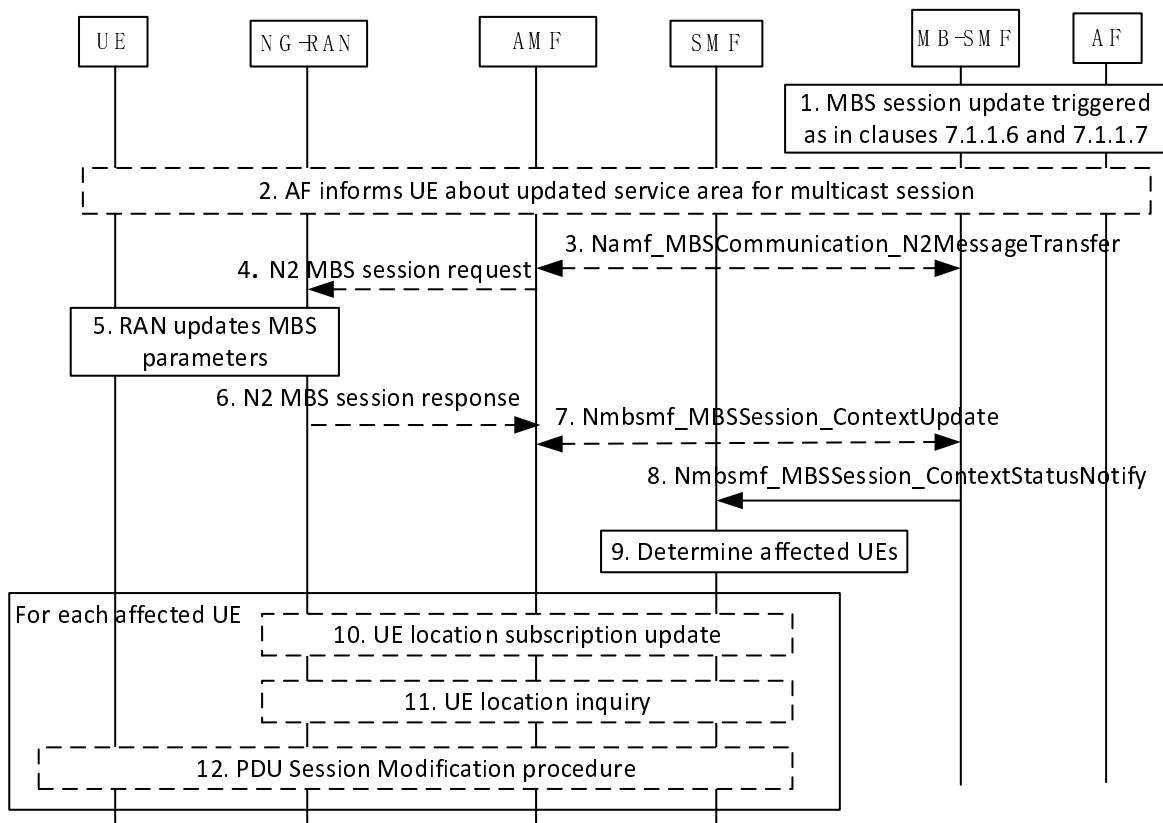 UE
NG-RAN
AMF
SMF
MB-SMF
AF
1. MBS session update triggered
as in clauses 7.1.1.6 and 7.1.1.7
2. AF informs UE about updated service area for multicast session
3. Namf_MBSCommunication_N2MessageTransfer
4. N2 MBS session request
5. RAN updates MBS
parameters
6. N2 MBS session response
7. Nmbsmf_MBSSession_ContextUpdate
8. Nmbsmf_MBSSession_ContextStatusNotify
9. Determine affected UEs
For each affected UE
10. UE location subscription update
11. UE location inquiry
12. PDU Session Modification procedure